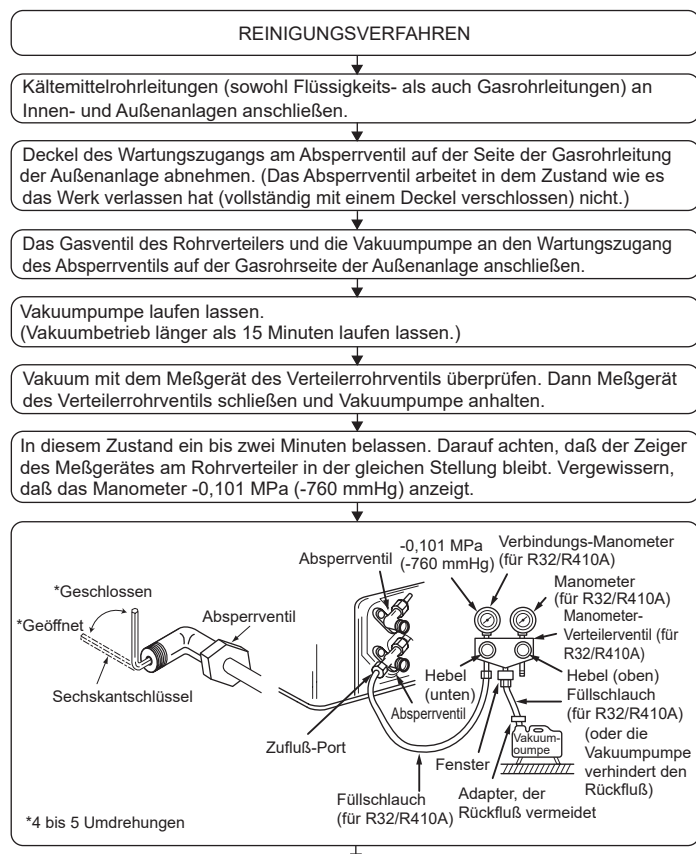 REINIGUNGSVERFAHREN
Kältemittelrohrleitungen (sowohl Flüssigkeits- als auch Gasrohrleitungen) an
Innen- und Außenanlagen anschließen.
Deckel des Wartungszugangs am Absperrventil auf der Seite der Gasrohrleitung
der Außenanlage abnehmen. (Das Absperrventil arbeitet in dem Zustand wie es
das Werk verlassen hat (vollständig mit einem Deckel verschlossen) nicht.)
Das Gasventil des Rohrverteilers und die Vakuumpumpe an den Wartungszugang
des Absperrventils auf der Gasrohrseite der Außenanlage anschließen.
Vakuumpumpe laufen lassen.
(Vakuumbetrieb länger als 15 Minuten laufen lassen.)
Vakuum mit dem Meßgerät des Verteilerrohrventils überprüfen. Dann Meßgerät
des Verteilerrohrventils schließen und Vakuumpumpe anhalten.
In diesem Zustand ein bis zwei Minuten belassen. Darauf achten, daß der Zeiger
des Meßgerätes am Rohrverteiler in der gleichen Stellung bleibt. Vergewissern,
daß das Manometer -0,101 MPa (-760 mmHg) anzeigt.
*Geschlossen
*Geöffnet
Absperrventil
Sechskantschlüssel
*4 bis 5 Umdrehungen
Absperrventil
-0,101 MPa
(-760 mmHg)
Verbindungs-Manometer
(für R32/R410A)
Manometer
(für R32/R410A)
Manometer-
Verteilerventil (für
R32/R410A)
Hebel
(unten)
Hebel (oben)
Absperrventil
Zufluß-Port
Füllschlauch
(für R32/R410A)
Füllschlauch
(für R32/R410A)
(oder die
Vakuumpumpe
verhindert den
Rückfluß)
Vakuum-
pumpe
Fenster
Adapter, der
Rückfluß vermeidet